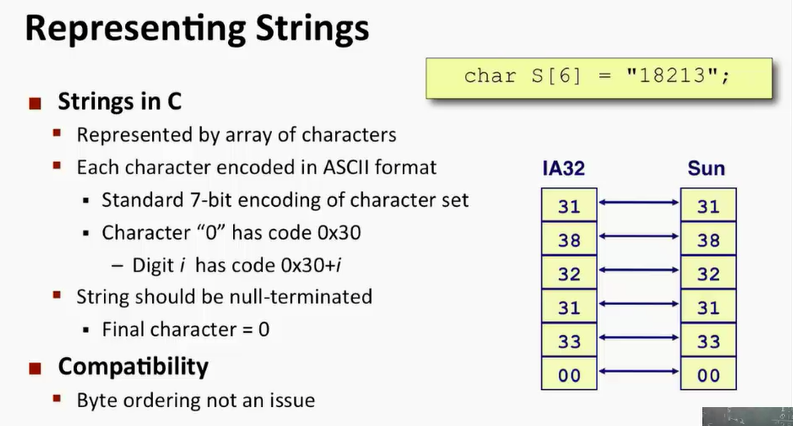 Representing Strings
char S[6] = "18213";
■ Strings in C
▪ Represented by array of characters
▪ Each character encoded in ASCII format
▪ Standard 7-bit encoding of character set
▪ Character “0” has code 0x30
– Digit i has code 0x30+i
▪ String should be null-terminated
▪ Final character = 0
■ Compatibility
▪ Byte ordering not an issue
IA32 Sun
31 31
38 38
32 32
31 31
33 33
00 00